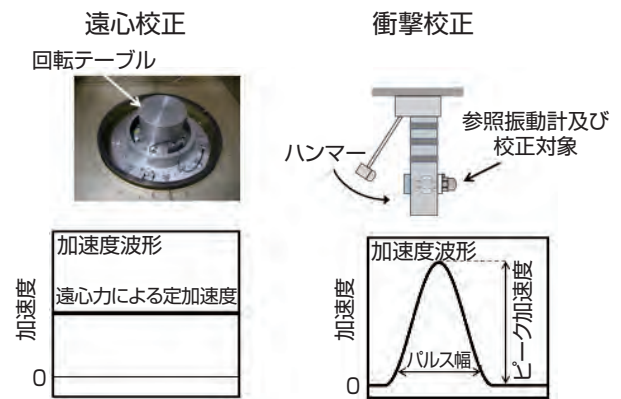 遠心校正
回転テーブル
加速度波形
遠心力による定加速度
加速度
0
衝撃校正
ハンマー
参照振動計及び
校正対象
加速度波形
パルス幅
ピーク加速度
加速度
0